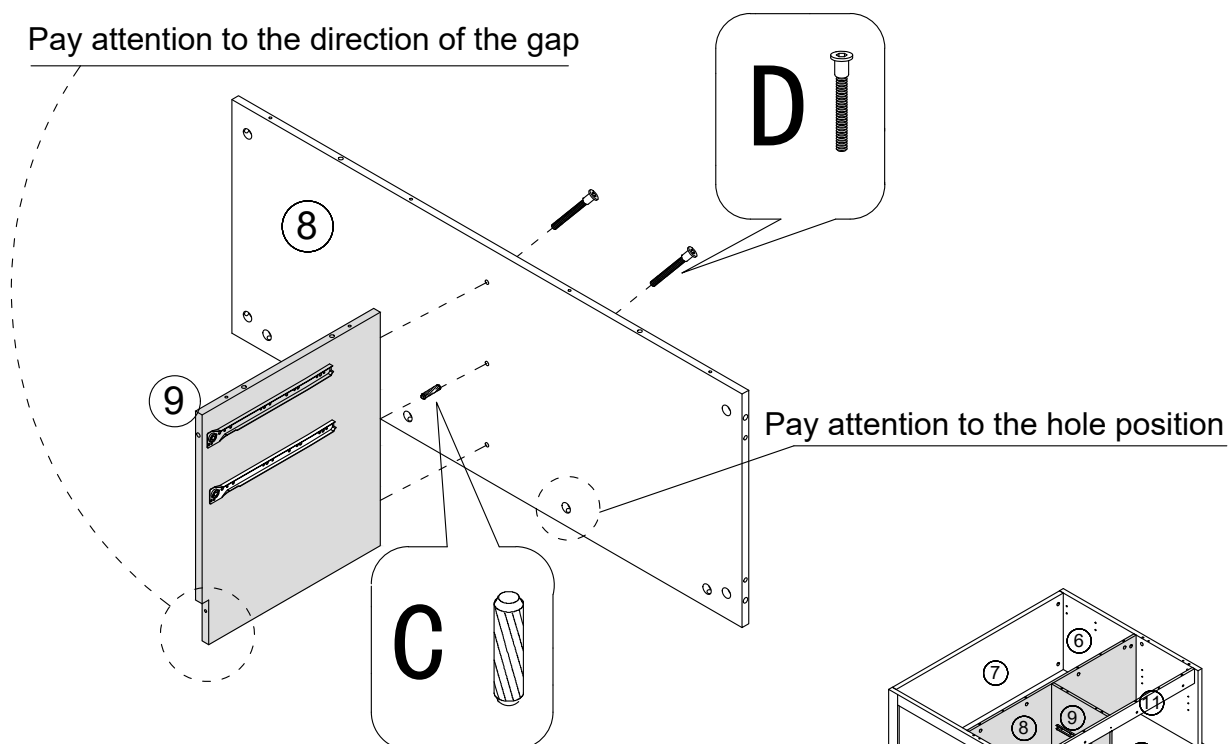 Pay attention to the direction of the gap
D
8
9
Pay attention to the hole position
C
6
7
11
8
9